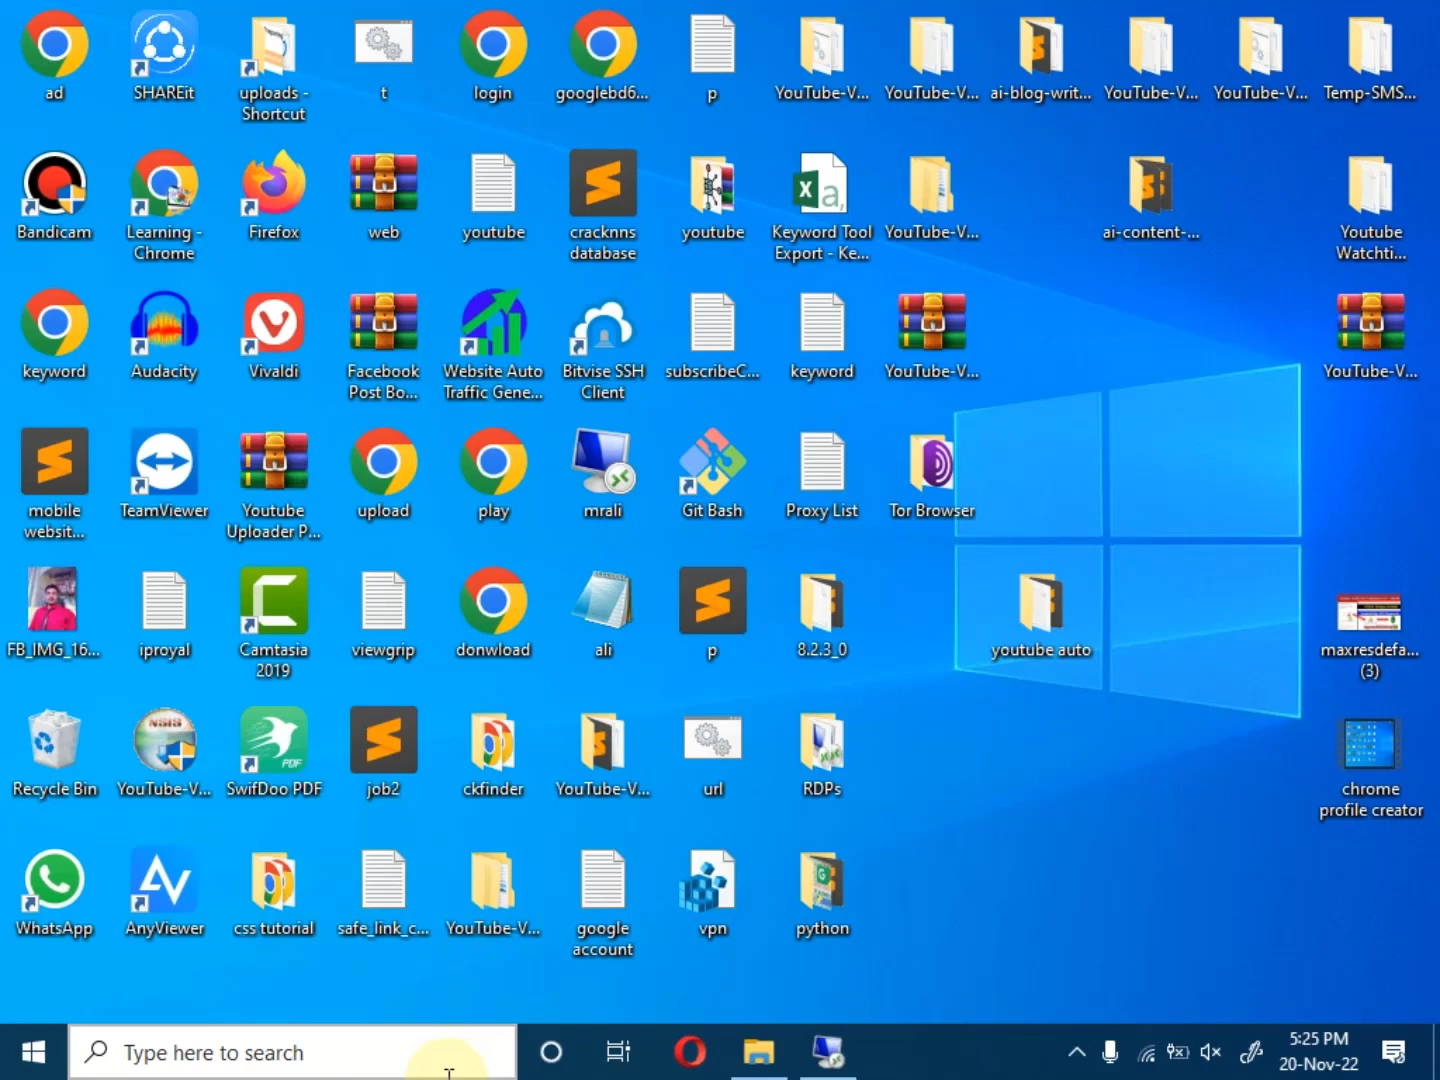 ad
SHAREit
uploads -
Shortcut
t
login
googlebd6...
p
YouTube-V...
YouTube-V...
ai-blog-writ...
YouTube-V...
YouTube-V...
Temp-SMS...
Bandicam
Learning -
Chrome
Firefox
web
youtube
cracknns
database
youtube
Keyword Tool
Export - Ke...
YouTube-V...
ai-content-...
Youtube
Watchti...
keyword
Audacity
Vivaldi
Facebook
Post Bo...
Website Auto
Traffic Gene...
Bitvise SSH
Client
subscribeC...
keyword
YouTube-V...
YouTube-V...
mobile
websit...
TeamViewer
Youtube
Uploader P...
upload
play
mrali
Git Bash
Proxy List
Tor Browser
FB_IMG_16...
iproyal
Camtasia
2019
viewgrip
donwload
ali
p
8.2.3_0
youtube auto
maxresdefa...
(3)
NSIS
PDF
Recycle Bin
YouTube-V...
SwifDoo PDF
job2
ckfinder
YouTube-V...
url
RDPs
chrome
profile creator
WhatsApp
AnyViewer
css tutorial
safe_link_c...
YouTube-V...
google
account
vpn
python
Type here to search
5:25 PM
20-Nov-22